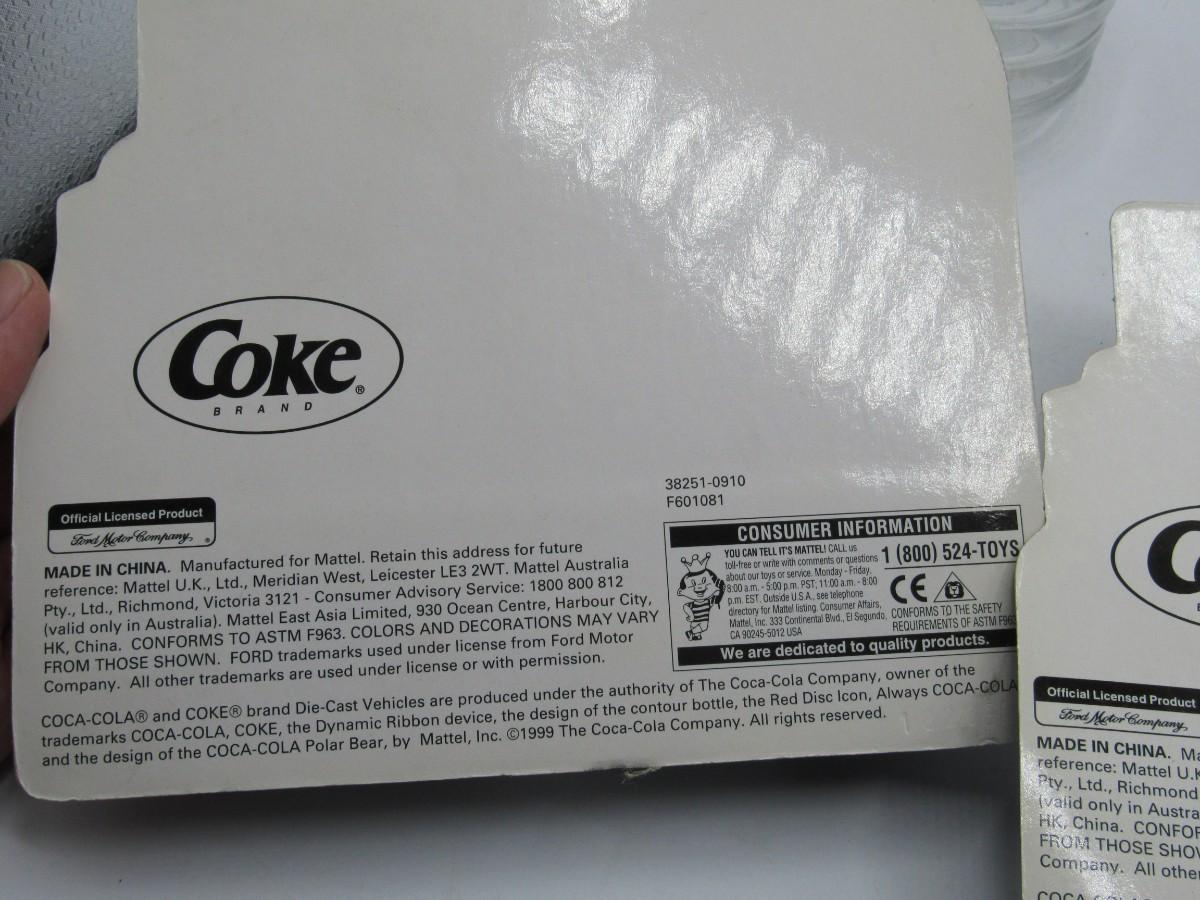 Coke®
BRAND
Official Licensed Product
Ford Motor Company ®
MADE IN CHINA. Manufactured for Mattel. Retain this address for future
reference: Mattel U.K., Ltd., Meridian West, Leicester LE3 2WT. Mattel Australia
Pty., Ltd., Richmond, Victoria 3121 - Consumer Advisory Service: 1800 800 812
(valid only in Australia). Mattel East Asia Limited, 930 Ocean Centre, Harbour City,
HK, China. CONFORMS TO ASTM F963. COLORS AND DECORATIONS MAY VARY
FROM THOSE SHOWN. FORD trademarks used under license from Ford Motor
Company. All other trademarks are used under license or with permission.
38251-0910
F601081
CONSUMER INFORMATION
YOU CAN TELL IT'S MATTEL! CALL us
toll-free or write with comments or questions
about our toys or service. Monday - Friday,
8:00 a.m. - 5:00 p.m. PST; 11:00 a.m. - 8:00
p.m. EST. Outside U.S.A., see telephone
directory for Mattel listing. Consumer Affairs,
Mattel, Inc. 333 Continental Blvd., El Segundo,
CA 90245-5012 USA
1 (800) 524-TOYS
CE
CONFORMS TO THE SAFETY
REQUIREMENTS OF ASTM F963
We are dedicated to quality products.
COCA-COLA® and COKE® brand Die-Cast Vehicles are produced under the authority of The Coca-Cola Company, owner of the
trademarks COCA-COLA, COKE, the Dynamic Ribbon device, the design of the contour bottle, the Red Disc Icon, Always COCA-COLA
and the design of the COCA-COLA Polar Bear, by Mattel, Inc. ©1999 The Coca-Cola Company. All rights reserved.
C
Official Licensed Product
Ford Motor Company
MADE IN CHINA. Ma
reference: Mattel U.K
Pty., Ltd., Richmond
(valid only in Austra
HK, China. CONFOR
FROM THOSE SHOW
Company. All othe